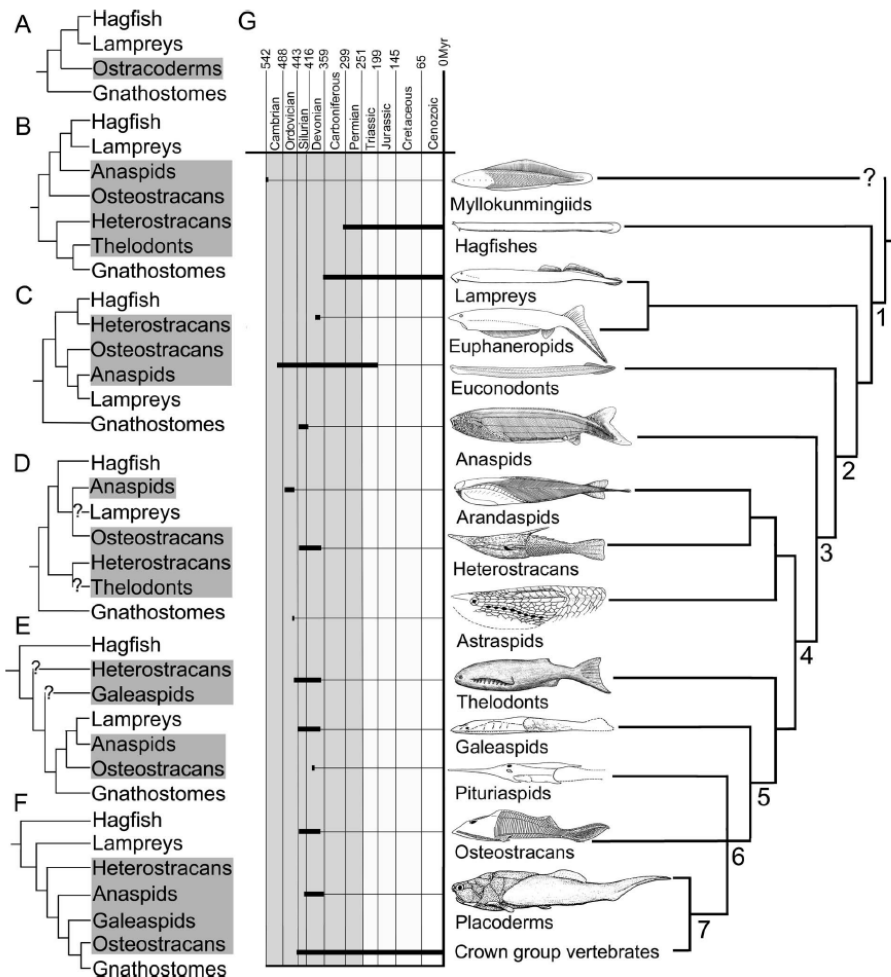 A
Hagfish
Lampreys
Ostracoderms
Gnathostomes
B
Hagfish
Lampreys
Anaspids
Osteostracans
Heterostracans
Thelodonts
Gnathostomes
C
Hagfish
Heterostracans
Osteostracans
Anaspids
Lampreys
Gnathostomes
D
Hagfish
Anaspids
?Lampreys
Osteostracans
Heterostracans
?Thelodonts
Gnathostomes
E
Hagfish
? Heterostracans
? Galeaspids
Lampreys
Anaspids
Osteostracans
Gnathostomes
F
Hagfish
Lampreys
Heterostracans
Anaspids
Galeaspids
Osteostracans
Gnathostomes
G
542 488 443 416 359 299 251 199 145 65 0Myr
Cambrian Ordovician Silurian Devonian Carboniferous Permian Triassic Jurassic Cretaceous Cenozoic
?
Myllokunmingiids
Hagfishes
Lampreys
1
Euphaneropids
Euconodonts
Anaspids
2
Arandaspids
3
Heterostracans
Astraspids
4
Thelodonts
Galeaspids
5
Pituriaspids
Osteostracans
6
Placoderms
7
Crown group vertebrates